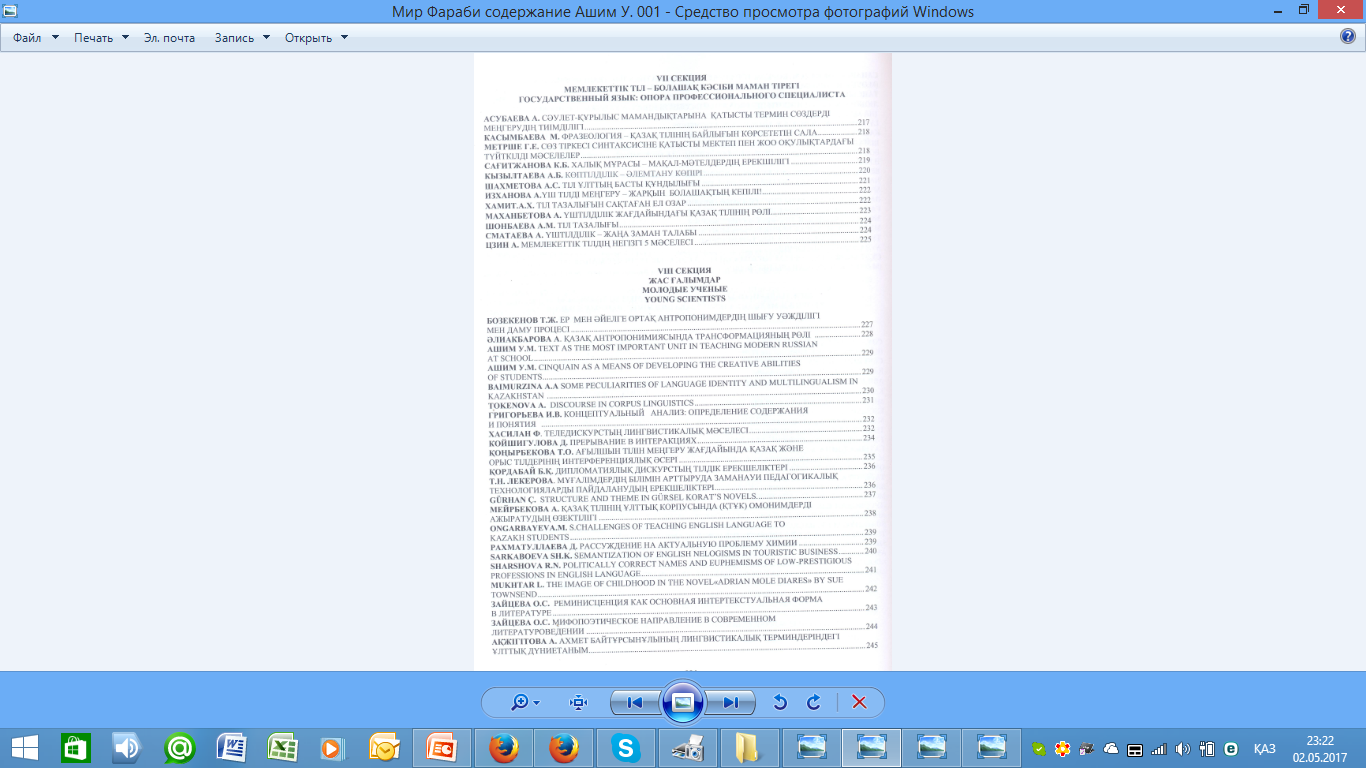 Мир Фараби содержание Ашим У. 001 - Средство просмотра фотографий Windows
Файл Печать Эл. почта Запись Открыть
VII СЕКЦИЯ
МЕМЛЕКЕТТІК ТІЛ – БОЛАШАҚ КӘСІБИ МАМАН ТІРЕГІ
ГОСУДАРСТВЕННЫЙ ЯЗЫК: ОПОРА ПРОФЕССИОНАЛЬНОГО СПЕЦИАЛИСТА
АСУБАЕВА А. СӘУЛЕТ-ҚҰРЫЛЫС МАМАНДЫҚТАРЫНА ҚАТЫСТЫ ТЕРМИН СӨЗДЕРДІ
МЕҢГЕРУДІҢ ТИІМДІЛІГІ...217
КАСЫМБАЕВА М. ФРАЗЕОЛОГИЯ – ҚАЗАҚ ТІЛІНІҢ БАЙЛЫҒЫН КӨРСЕТЕТІН САЛА...218
МЕТРШЕ Г.Е. СӨЗ ТІРКЕСІ СИНТАКСИСІНЕ ҚАТЫСТЫ МЕКТЕП ПЕН ЖОО ОҚУЛЫҚТАРДАҒЫ
ТҮЙТКІЛДІ МӘСЕЛЕЛЕР...218
САҒИТЖАНОВА К.Б. ХАЛЫҚ МҰРАСЫ – МАҚАЛ-МӘТЕЛДЕРДІҢ ЕРЕКШІЛІГІ...219
КЫЗЫЛТАЕВА А.Б. КӨПТІЛДІЛІК – ӘЛЕМТАНУ КӨПІРІ...220
ШАХМЕТОВА А.С. ТІЛ ҰЛТТЫҢ БАСТЫ ҚҰНДЫЛЫҒЫ...221
ИЗХАНОВА А.ҮШ ТІЛДІ МЕҢГЕРУ – ЖАРҚЫН БОЛАШАҚТЫҢ КЕПІЛІ!...222
ХАМИТ.А.Х. ТІЛ ТАЗАЛЫҒЫН САҚТАҒАН ЕЛ ОЗАР...222
МАХАНБЕТОВА А. ҮШТІЛДІЛІК ЖАҒДАЙЫНДАҒЫ ҚАЗАҚ ТІЛІНІҢ РӨЛІ...223
ШОНБАЕВА А.М. ТІЛ ТАЗАЛЫҒЫ...224
СМАТАЕВА А. ҮШТІЛДІЛІК – ЖАҢА ЗАМАН ТАЛАБЫ...224
ЦЗИН А. МЕМЛЕКЕТТІК ТІЛДІҢ НЕГІЗГІ 5 МӘСЕЛЕСІ...225
VIII СЕКЦИЯ
ЖАС ҒАЛЫМДАР
МОЛОДЫЕ УЧЕНЫЕ
YOUNG SCIENTISTS
БОЗЕКЕНОВ Т.Ж. ЕР МЕН ӘЙЕЛГЕ ОРТАҚ АНТРОПОНИМДЕРДІҢ ШЫҒУ УӘЖДІЛІГІ
МЕН ДАМУ ПРОЦЕСІ...227
ӘЛИАКБАРОВА А. ҚАЗАҚ АНТРОПОНИМИЯСЫНДА ТРАНСФОРМАЦИЯНЫҢ РӨЛІ ...228
АШИМ У.М. TEXT AS THE MOST IMPORTANT UNIT IN TEACHING MODERN RUSSIAN
AT SCHOOL...229
АШИМ У.М. CINQUAIN AS A MEANS OF DEVELOPING THE CREATIVE ABILITIES
OF STUDENTS...229
BAIMURZINA A.A SOME PECULIARITIES OF LANGUAGE IDENTITY AND MULTILINGUALISM IN
KAZAKHSTAN ...230
TOKENOVA A. DISCOURSE IN CORPUS LINGUISTICS...231
ГРИГОРЬЕВА И.В. КОНЦЕПТУАЛЬНЫЙ АНАЛИЗ: ОПРЕДЕЛЕНИЕ СОДЕРЖАНИЯ
И ПОНЯТИЯ ...232
ХАСИЛАН Ф. ТЕЛЕДИСКУРСТЫҢ ЛИНГВИСТИКАЛЫҚ МӘСЕЛЕСІ...232
ҚОЙШИГУЛОВА Д. ПРЕРЫВАНИЕ В ИНТЕРАКЦИЯХ...234
ҚОҢЫРБЕКОВА Т.О. АҒЫЛШЫН ТІЛІН МЕҢГЕРУ ЖАҒДАЙЫНДА ҚАЗАҚ ЖӘНЕ
ОРЫС ТІЛДЕРІНІҢ ИНТЕРФЕРЕНЦИЯЛЫҚ ӘСЕРІ...235
ҚОРДАБАЙ Б.Қ. ДИПЛОМАТИЯЛЫҚ ДИСКУРСТЫҢ ТІЛДІК ЕРЕКШЕЛІКТЕРІ...236
Т.Н. ЛЕКЕРОВА. МҰҒАЛІМДЕРДІҢ БІЛІМІН АРТТЫРУДА ЗАМАНАУИ ПЕДАГОГИКАЛЫҚ
ТЕХНОЛОГИЯЛАРДЫ ПАЙДАЛАНУДЫҢ ЕРЕКШЕЛІКТЕРІ...236
GÜRHAN Ç. STRUCTURE AND THEME IN GÜRSEL KORAT'S NOVELS...237
МЕЙРБЕКОВА А. ҚАЗАҚ ТІЛІНІҢ ҰЛТТЫҚ КОРПУСЫНДА (ҚТҰК) ОМОНИМДЕРДІ
АЖЫРАТУДЫҢ ӨЗЕКТІЛІГІ...238
ONGARBAYEVA.M. S.CHALLENGES OF TEACHING ENGLISH LANGUAGE TO
KAZAKH STUDENTS...239
РАХМАТУЛЛАЕВА Д. РАССУЖДЕНИЕ НА АКТУАЛЬНУЮ ПРОБЛЕМУ ХИМИИ...239
SARKABOEVA SH.K. SEMANTIZATION OF ENGLISH NELOGISMS IN TOURISTIC BUSINESS...240
SHARSHOVA R.N. POLITICALLY CORRECT NAMES AND EUPHEMISMS OF LOW-PRESTIGIOUS
PROFESSIONS IN ENGLISH LANGUAGE...241
MUKHTAR L. THE IMAGE OF CHILDHOOD IN THE NOVEL«ADRIAN MOLE DIARES» BY SUE
TOWNSEND...242
ЗАЙЦЕВА О.С. РЕМИНИСЦЕНЦИЯ КАК ОСНОВНАЯ ИНТЕРТЕКСТУАЛЬНАЯ ФОРМА
В ЛИТЕРАТУРЕ...243
ЗАЙЦЕВА О.С. МИФОПОЭТИЧЕСКОЕ НАПРАВЛЕНИЕ В СОВРЕМЕННОМ
ЛИТЕРАТУРОВЕДЕНИИ...244
АҚЖІГІТОВА А. АХМЕТ БАЙТҰРСЫНҰЛЫНЫҢ ЛИНГВИСТИКАЛЫҚ ТЕРМИНДЕРІНДЕГІ
ҰЛТТЫҚ ДҮНИЕТАНЫМ...245
ҚАЗ
23:22
02.05.2017